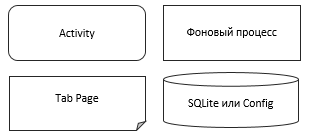 Activity
Фоновый процесс
Tab Page
SQLite или Config